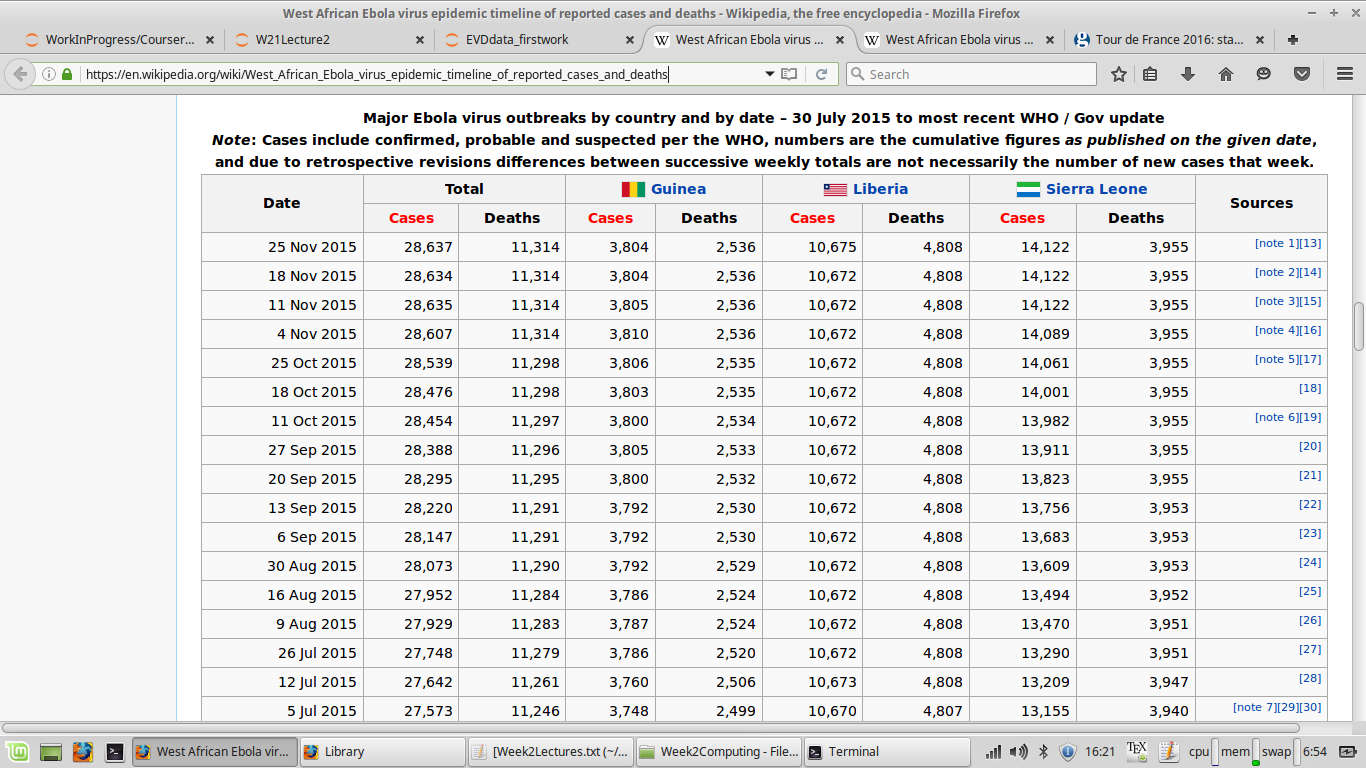 West African Ebola virus epidemic timeline of reported cases and deaths - Wikipedia, the free encyclopedia - Mozilla Firefox
WorkInProgress/Courser... W21Lecture2 EVDdata_firstwork West African Ebola virus ... West African Ebola virus ... Tour de France 2016: sta...
https://en.wikipedia.org/wiki/West_African_Ebola_virus_epidemic_timeline_of_reported_cases_and_deaths Search
Major Ebola virus outbreaks by country and by date – 30 July 2015 to most recent WHO / Gov update
Note: Cases include confirmed, probable and suspected per the WHO, numbers are the cumulative figures as published on the given date,
and due to retrospective revisions differences between successive weekly totals are not necessarily the number of new cases that week.
Date Total Guinea Liberia Sierra Leone Sources
Cases Deaths Cases Deaths Cases Deaths Cases Deaths
25 Nov 2015 28,637 11,314 3,804 2,536 10,675 4,808 14,122 3,955 [note 1][13]
18 Nov 2015 28,634 11,314 3,804 2,536 10,672 4,808 14,122 3,955 [note 2][14]
11 Nov 2015 28,635 11,314 3,805 2,536 10,672 4,808 14,122 3,955 [note 3][15]
4 Nov 2015 28,607 11,314 3,810 2,536 10,672 4,808 14,089 3,955 [note 4][16]
25 Oct 2015 28,539 11,298 3,806 2,535 10,672 4,808 14,061 3,955 [note 5][17]
18 Oct 2015 28,476 11,298 3,803 2,535 10,672 4,808 14,001 3,955 [18]
11 Oct 2015 28,454 11,297 3,800 2,534 10,672 4,808 13,982 3,955 [note 6][19]
27 Sep 2015 28,388 11,296 3,805 2,533 10,672 4,808 13,911 3,955 [20]
20 Sep 2015 28,295 11,295 3,800 2,532 10,672 4,808 13,823 3,955 [21]
13 Sep 2015 28,220 11,291 3,792 2,530 10,672 4,808 13,756 3,953 [22]
6 Sep 2015 28,147 11,291 3,792 2,530 10,672 4,808 13,683 3,953 [23]
30 Aug 2015 28,073 11,290 3,792 2,529 10,672 4,808 13,609 3,953 [24]
16 Aug 2015 27,952 11,284 3,786 2,524 10,672 4,808 13,494 3,952 [25]
9 Aug 2015 27,929 11,283 3,787 2,524 10,672 4,808 13,470 3,951 [26]
26 Jul 2015 27,748 11,279 3,786 2,520 10,672 4,808 13,290 3,951 [27]
12 Jul 2015 27,642 11,261 3,760 2,506 10,673 4,808 13,209 3,947 [28]
5 Jul 2015 27,573 11,246 3,748 2,499 10,670 4,807 13,155 3,940 [note 7][29][30]
West African Ebola vir... Library [Week2Lectures.txt (~/... Week2Computing - File... Terminal 16:21 TEX cpu mem swap 6:54